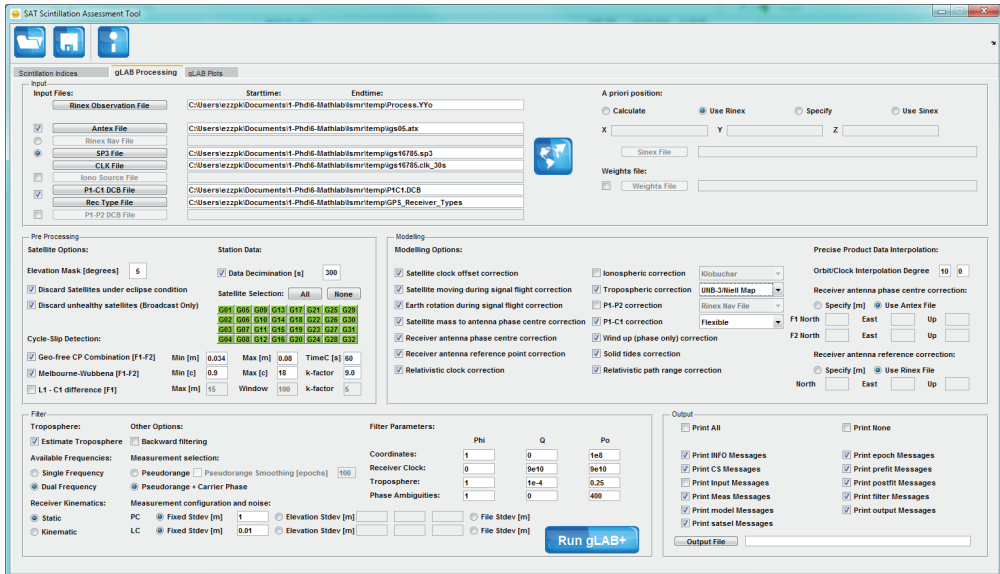 SAT Scintillation Assessment Tool
Scintillation Indices gLAB Processing gLAB Plots
Input
Input Files: Starttime: Endtime:
Rinex Observation File C:\Users\ezzpk\Documents\1-Phd\6-Mathlab\Ismr\temp\Process.YYo
Antex File C:\Users\ezzpk\Documents\1-Phd\6-Mathlab\Ismr\temp\igs05.atx
Rinex Nav File
SP3 File C:\Users\ezzpk\Documents\1-Phd\6-Mathlab\Ismr\temp\igs16785.sp3
CLK File C:\Users\ezzpk\Documents\1-Phd\6-Mathlab\Ismr\temp\igs16785.clk_30s
Iono Source File
P1-C1 DCB File C:\Users\ezzpk\Documents\1-Phd\6-Mathlab\Ismr\temp\P1C1.DCB
Rec Type File C:\Users\ezzpk\Documents\1-Phd\6-Mathlab\Ismr\temp\GPS_Receiver_Types
P1-P2 DCB File
A priori position:
Calculate Use Rinex Specify Use Sinex
X Y Z
Sinex File
Weights file:
Weights File
Pre Processing
Satellite Options: Station Data:
Elevation Mask [degrees] 5 Data Decimination [s] 300
Discard Satellites under eclipse condition Satellite Selection: All None
Discard unhealthy satellites (Broadcast Only)
G01 G05 G09 G13 G17 G21 G25 G29
G02 G06 G10 G14 G18 G22 G26 G30
G03 G07 G11 G15 G19 G23 G27 G31
G04 G08 G12 G16 G20 G24 G28 G32
Cycle-Slip Detection:
Geo-free CP Combination [F1-F2] Min [m] 0.034 Max [m] 0.08 TimeC [s] 60
Melbourne-Wubbena [F1-F2] Min [c] 0.9 Max [c] 18 k-factor 9.0
L1 - C1 difference [F1] Max [m] 15 Window 100 k-factor 5
Modelling
Modelling Options:
Satellite clock offset correction Ionospheric correction Klobuchar
Satellite moving during signal flight correction Tropospheric correction UNB-3/Niell Map
Earth rotation during signal flight correction P1-P2 correction Rinex Nav File
Satellite mass to antenna phase centre correction P1-C1 correction Flexible
Receiver antenna phase centre correction Wind up (phase only) correction
Receiver antenna reference point correction Solid tides correction
Relativistic clock correction Relativistic path range correction
Precise Product Data Interpolation:
Orbit/Clock Interpolation Degree 10 0
Receiver antenna phase centre correction:
Specify [m] Use Antex File
F1 North East Up
F2 North East Up
Receiver antenna reference correction:
Specify [m] Use Rinex File
North East Up
Filter
Troposphere: Other Options:
Estimate Troposphere Backward filtering
Available Frequencies: Measurement selection:
Single Frequency Pseudorange Pseudorange Smoothing [epochs] 100
Dual Frequency Pseudorange + Carrier Phase
Receiver Kinematics: Measurement configuration and noise:
Static PC Fixed Stdev [m] 1 Elevation Stdev [m] File Stdev [m]
Kinematic LC Fixed Stdev [m] 0.01 Elevation Stdev [m] File Stdev [m]
Filter Parameters:
Phi Q Po
Coordinates: 1 0 1e8
Receiver Clock: 0 9e10 9e10
Troposphere: 1 1e-4 0.25
Phase Ambiguities: 1 0 400
Run gLAB+
Output
Print All Print None
Print INFO Messages Print epoch Messages
Print CS Messages Print prefit Messages
Print Input Messages Print postfit Messages
Print Meas Messages Print filter Messages
Print model Messages Print output Messages
Print satsel Messages
Output File